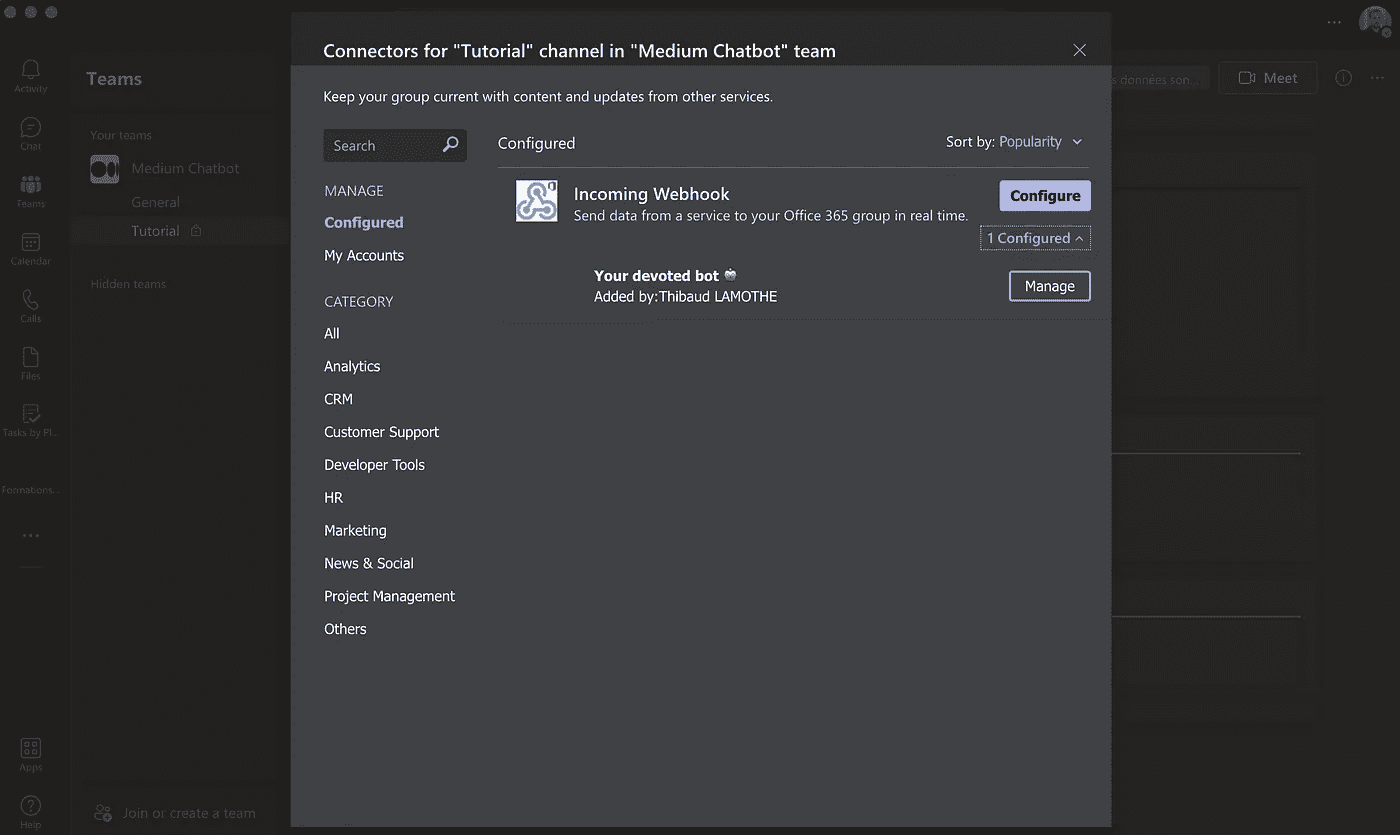 Connectors for "Tutorial" channel in "Medium Chatbot" team
Keep your group current with content and updates from other services.
Search
MANAGE
Configured
My Accounts
CATEGORY
All
Analytics
CRM
Customer Support
Developer Tools
HR
Marketing
News & Social
Project Management
Others
Configured
Sort by: Popularity
Incoming Webhook
Send data from a service to your Office 365 group in real time.
Configure
1 Configured
Your devoted bot
Added by:Thibaud LAMOTHE
Manage
Activity
Chat
Teams
Calendar
Calls
Files
Tasks by Pl...
Formations...
...
Apps
Help
Teams
Your teams
Medium Chatbot
General
Tutorial
Hidden teams
Join or create a team
données son...
Meet